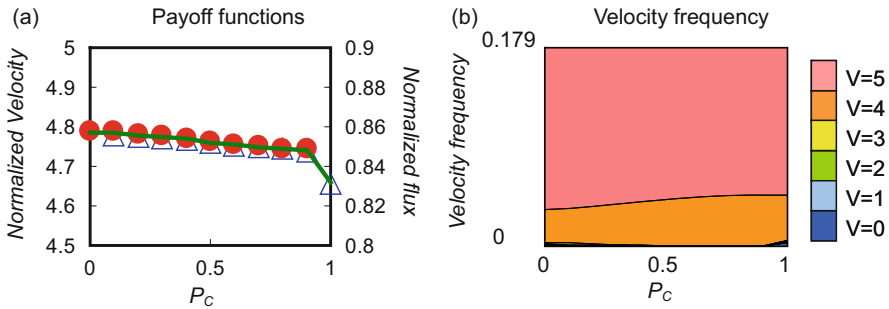 (a) Payoff functions
Normalized Velocity
5
4.9
4.8
4.7
4.6
4.5
0.9
0.88
0.86
0.84
0.82
0.8
Normalized flux
0 0.5 1
P_C
(b) Velocity frequency
Velocity frequency
0.179
0
0 0.5 1
P_C
V=5
V=4
V=3
V=2
V=1
V=0